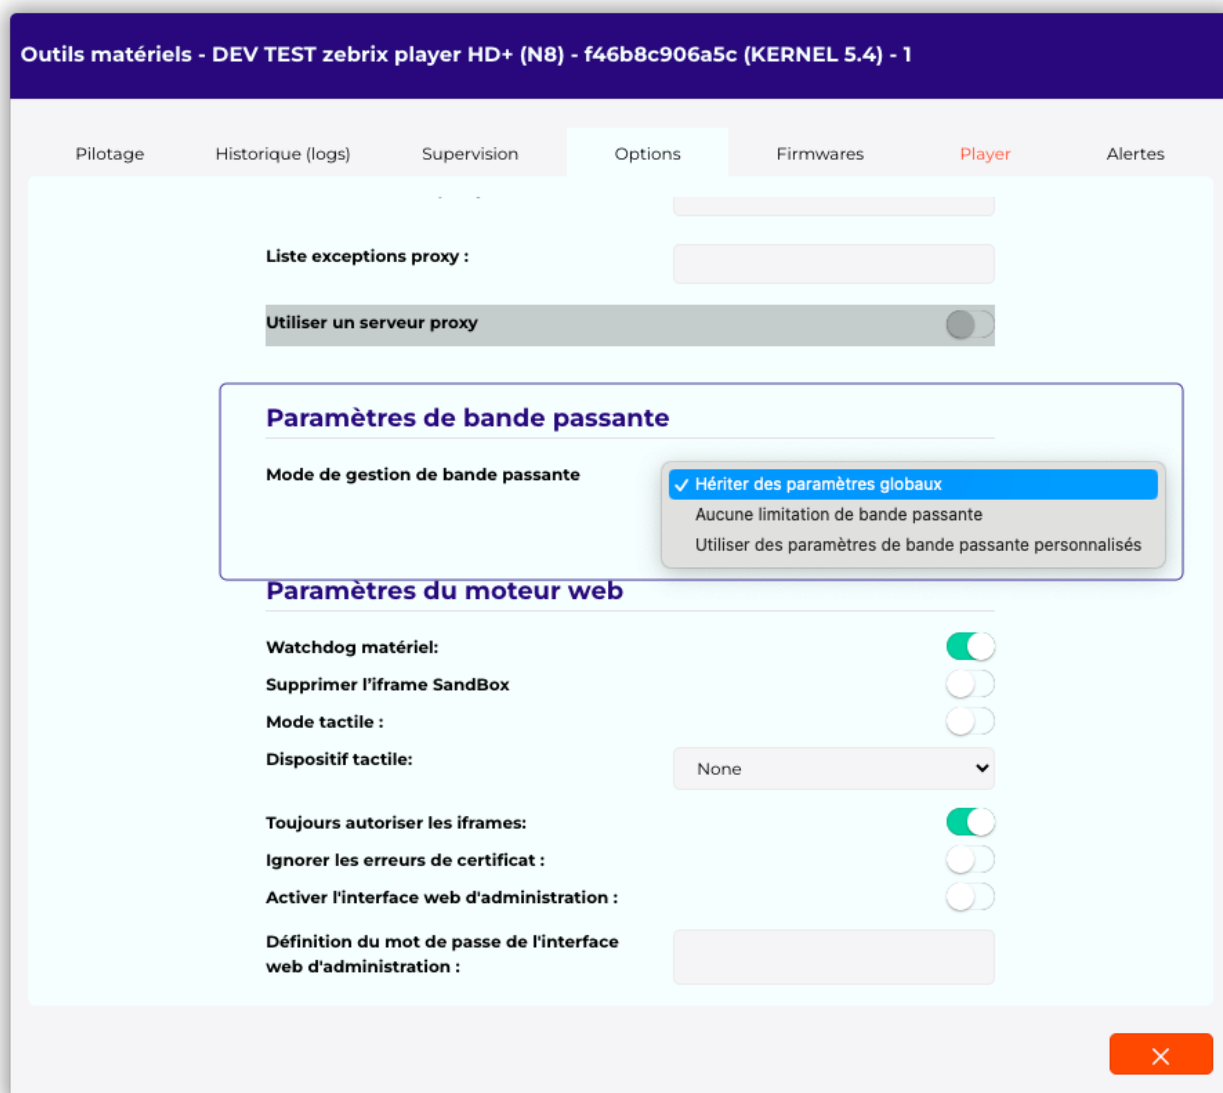 Outils matériels - DEV TEST zebrix player HD+ (N8) - f46b8c906a5c (KERNEL 5.4) - 1
Pilotage
Historique (logs)
Supervision
Options
Firmwares
Player
Alertes
Liste exceptions proxy :
Utiliser un serveur proxy
Paramètres de bande passante
Mode de gestion de bande passante
✓ Hériter des paramètres globaux
Aucune limitation de bande passante
Utiliser des paramètres de bande passante personnalisés
Paramètres du moteur web
Watchdog matériel:
Supprimer l'iframe SandBox
Mode tactile :
Dispositif tactile:
None
Toujours autoriser les iframes:
Ignorer les erreurs de certificat :
Activer l'interface web d'administration :
Définition du mot de passe de l'interface
web d'administration :